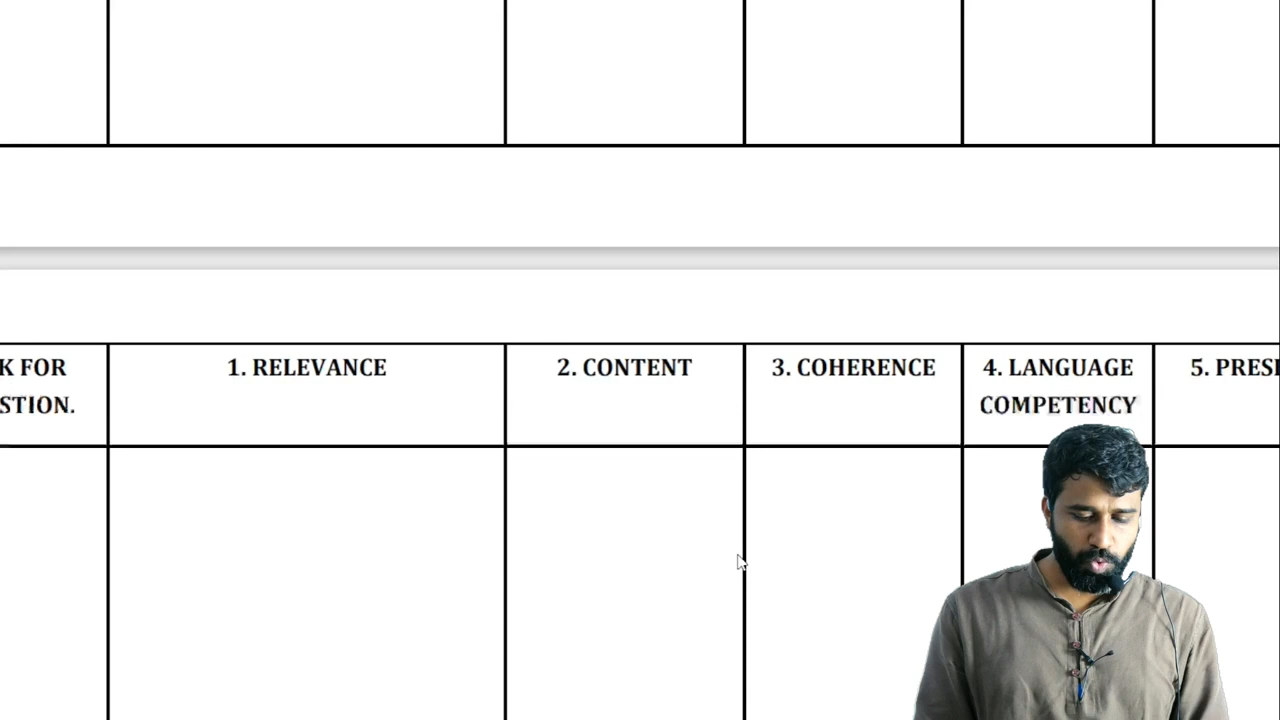 K FOR
STION.
1. RELEVANCE
2. CONTENT
3. COHERENCE
4. LANGUAGE
COMPETENCY
5. PRES